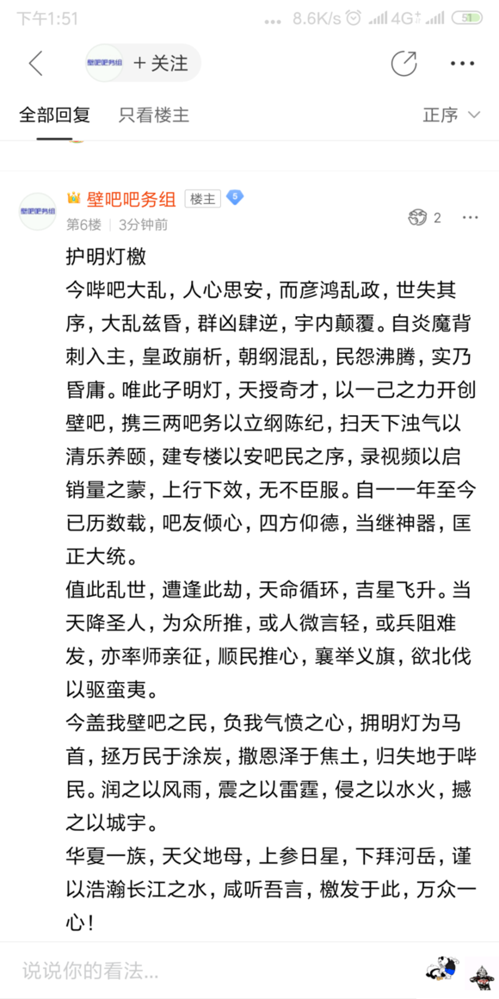 下午1:51
... 8.6K/s 4G+ 51
壁吧吧务组 + 关注
全部回复 只看楼主 正序
壁吧吧务组
壁吧吧务组 楼主 5
第6楼 3分钟前 2
护明灯檄
今哔吧大乱，人心思安，而彦鸿乱政，世失其
序，大乱兹昏，群凶肆逆，宇内颠覆。自炎魔背
刺入主，皇政崩析，朝纲混乱，民怨沸腾，实乃
昏庸。唯此子明灯，天授奇才，以一己之力开创
壁吧，携三两吧务以立纲陈纪，扫天下浊气以
清乐养颐，建专楼以安吧民之序，录视频以启
销量之蒙，上行下效，无不臣服。自一一年至今
已历数载，吧友倾心，四方仰德，当继神器，匡
正大统。
值此乱世，遭逢此劫，天命循环，吉星飞升。当
天降圣人，为众所推，或人微言轻，或兵阻难
发，亦率师亲征，顺民推心，襄举义旗，欲北伐
以驱蛮夷。
今盖我壁吧之民，负我气愤之心，拥明灯为马
首，拯万民于涂炭，撒恩泽于焦土，归失地于哔
民。润之以风雨，震之以雷霆，侵之以水火，撼
之以城宇。
华夏一族，天父地母，上参日星，下拜河岳，谨
以浩瀚长江之水，咸听吾言，檄发于此，万众一
心！
说说你的看法...